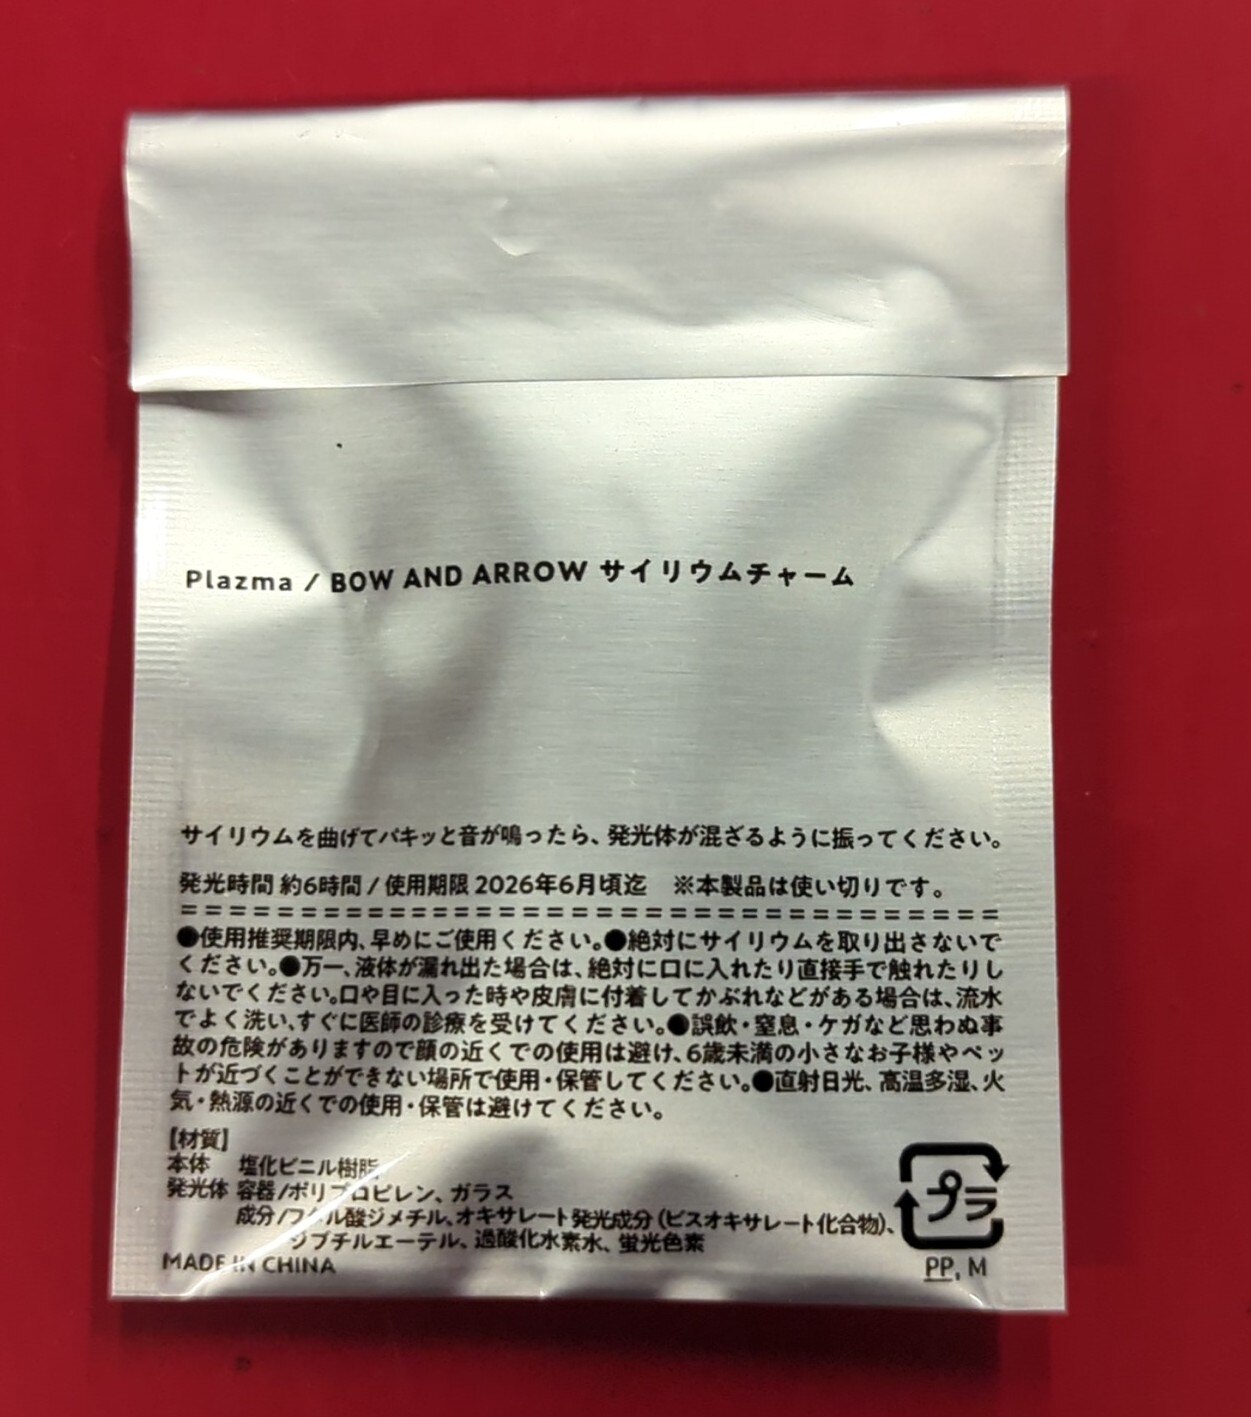 Plazma / BOW AND ARROW サイリウムチャーム
サイリウムを曲げてパキッと音が鳴ったら、発光体が混ざるように振ってください。
発光時間 約6時間 / 使用期限 2026年6月頃迄　※本製品は使い切りです。
==================================
●使用推奨期限内、早めにご使用ください。●絶対にサイリウムを取り出さないで
ください。●万一、液体が漏れ出た場合は、絶対に口に入れたり直接手で触れたりし
ないでください。口や目に入った時や皮膚に付着してかぶれなどがある場合は、流水
でよく洗い、すぐに医師の診療を受けてください。●誤飲・窒息・ケガなど思わぬ事
故の危険がありますので顔の近くでの使用は避け、6歳未満の小さなお子様やペッ
トが近づくことができない場所で使用・保管してください。●直射日光、高温多湿、火
気・熱源の近くでの使用・保管は避けてください。
【材質】
本体　塩化ビニル樹脂
発光体 容器/ポリプロピレン、ガラス
成分/フタル酸ジメチル、オキサレート発光成分（ビスオキサレート化合物）、
ジブチルエーテル、過酸化水素水、蛍光色素
MADE IN CHINA
プラ
PP, M